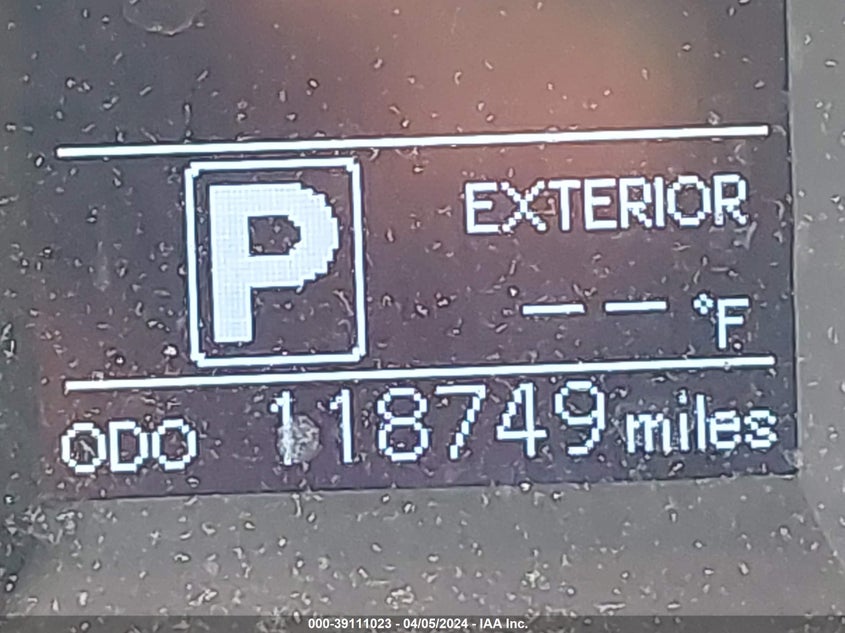 P
EXTERIOR
-- °F
ODO 118749 miles
000-39111023 - 04/05/2024 - IAA Inc.